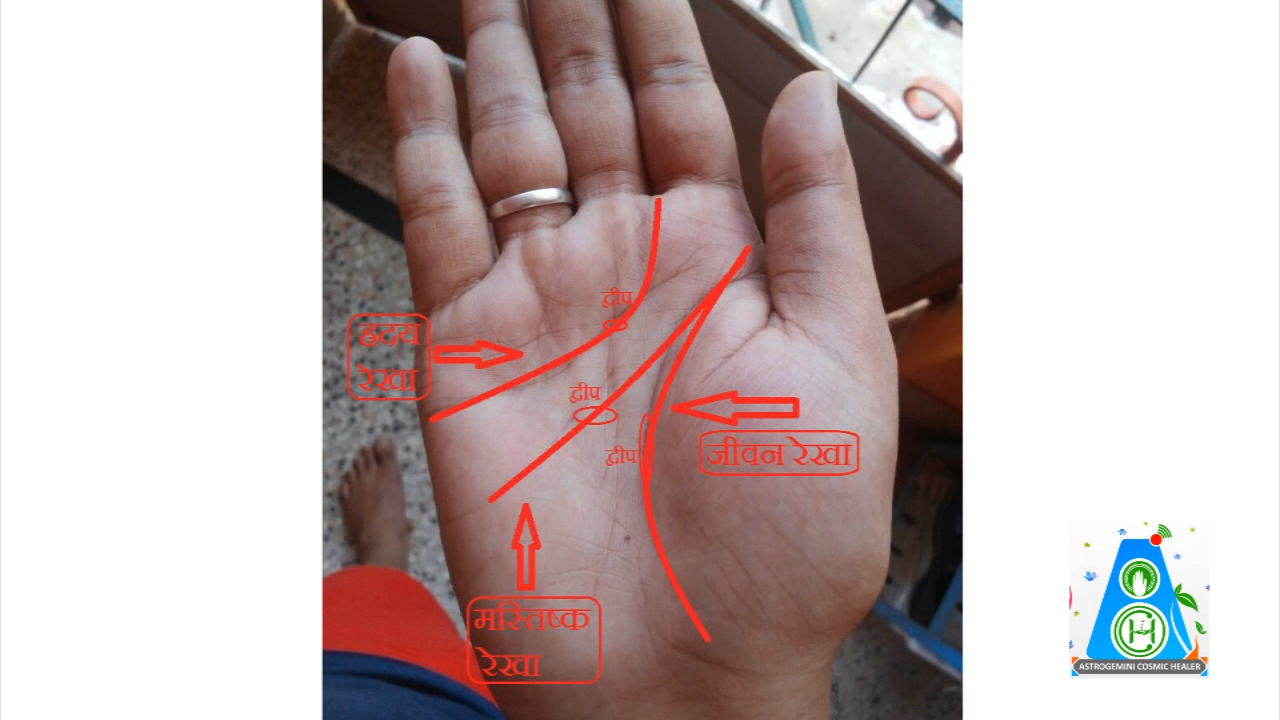 द्वीप
हृदय
रेखा
द्वीप
द्वीप
जीवन रेखा
मस्तिष्क
रेखा
ASTROGEMINI COSMIC HEALER